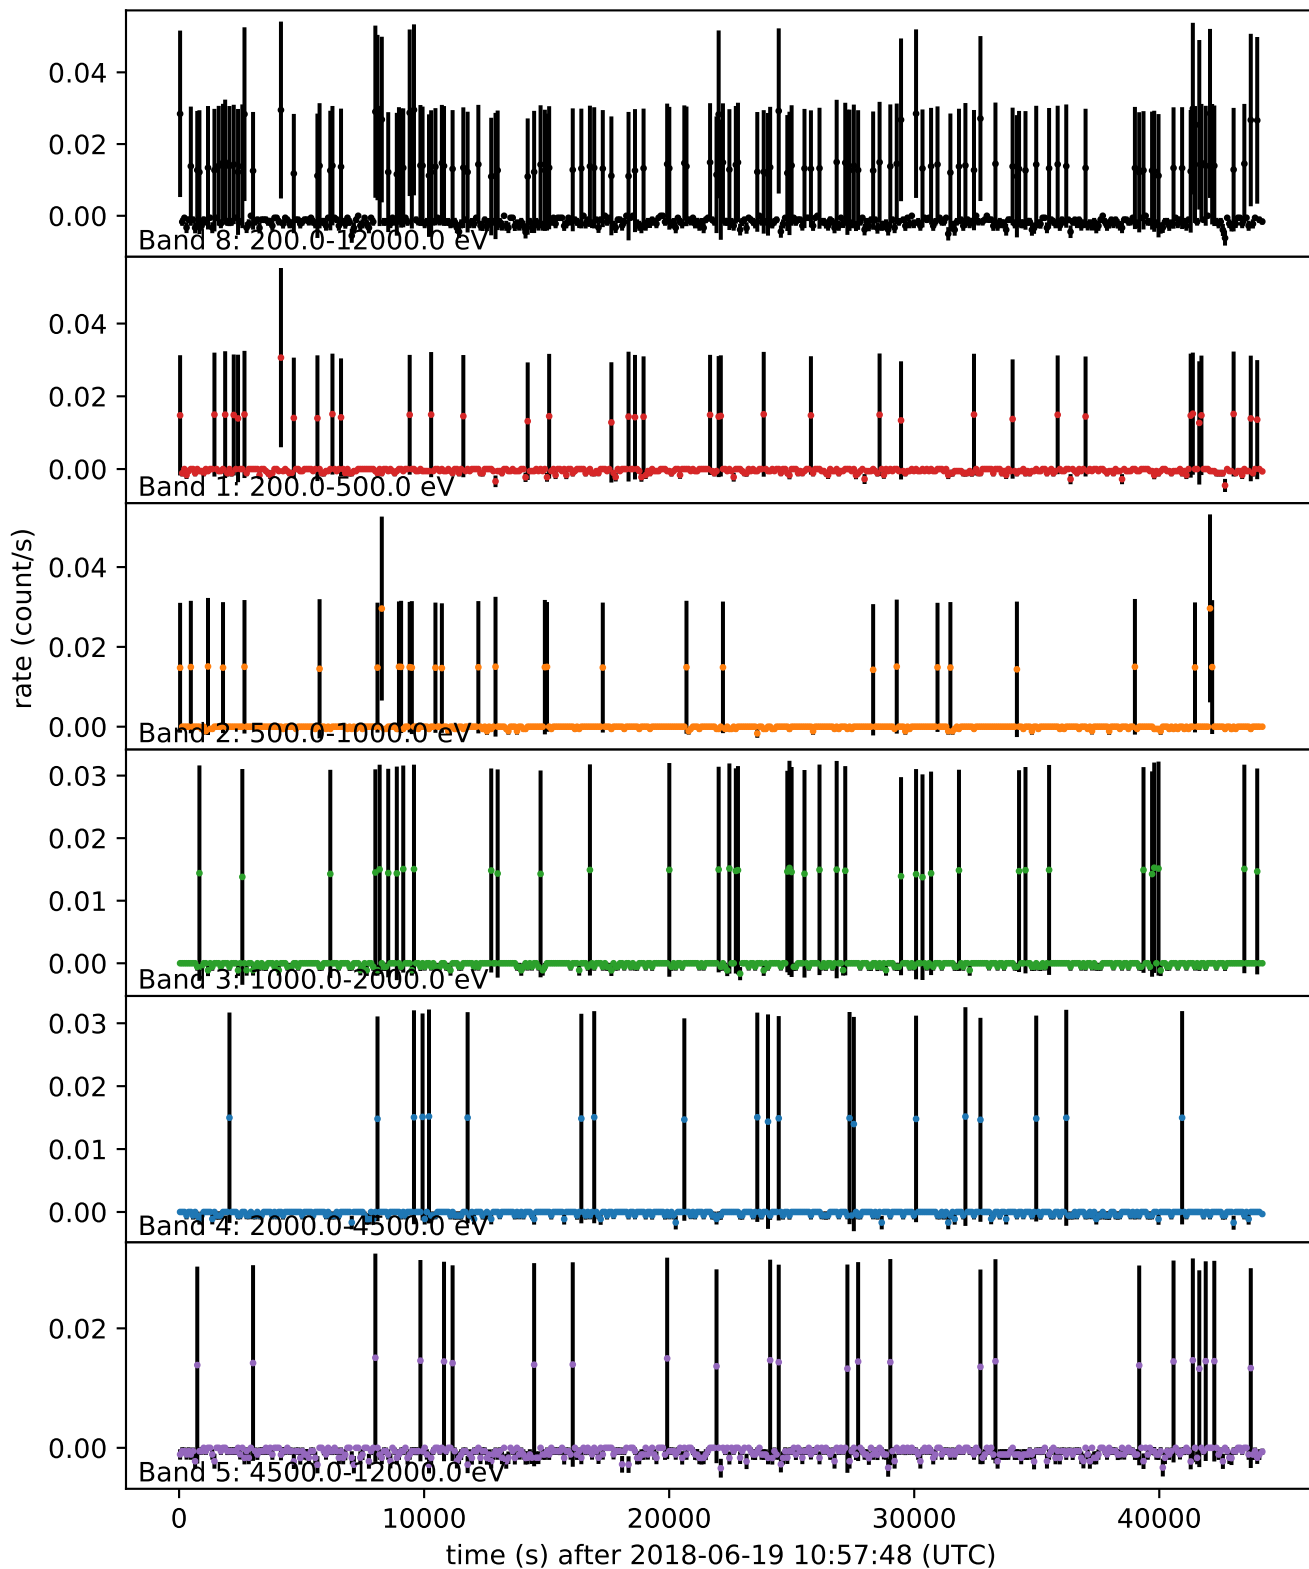 0.04
0.02
0.00
Band 8: 200.0-12000.0 eV
0.04
0.02
0.00
Band 1: 200.0-500.0 eV
0.04
0.02
0.00
Band 2: 500.0-1000.0 eV
rate (count/s)
0.03
0.02
0.01
0.00
Band 3: 1000.0-2000.0 eV
0.03
0.02
0.01
0.00
Band 4: 2000.0-4500.0 eV
0.02
0.00
Band 5: 4500.0-12000.0 eV
0 10000 20000 30000 40000
time (s) after 2018-06-19 10:57:48 (UTC)